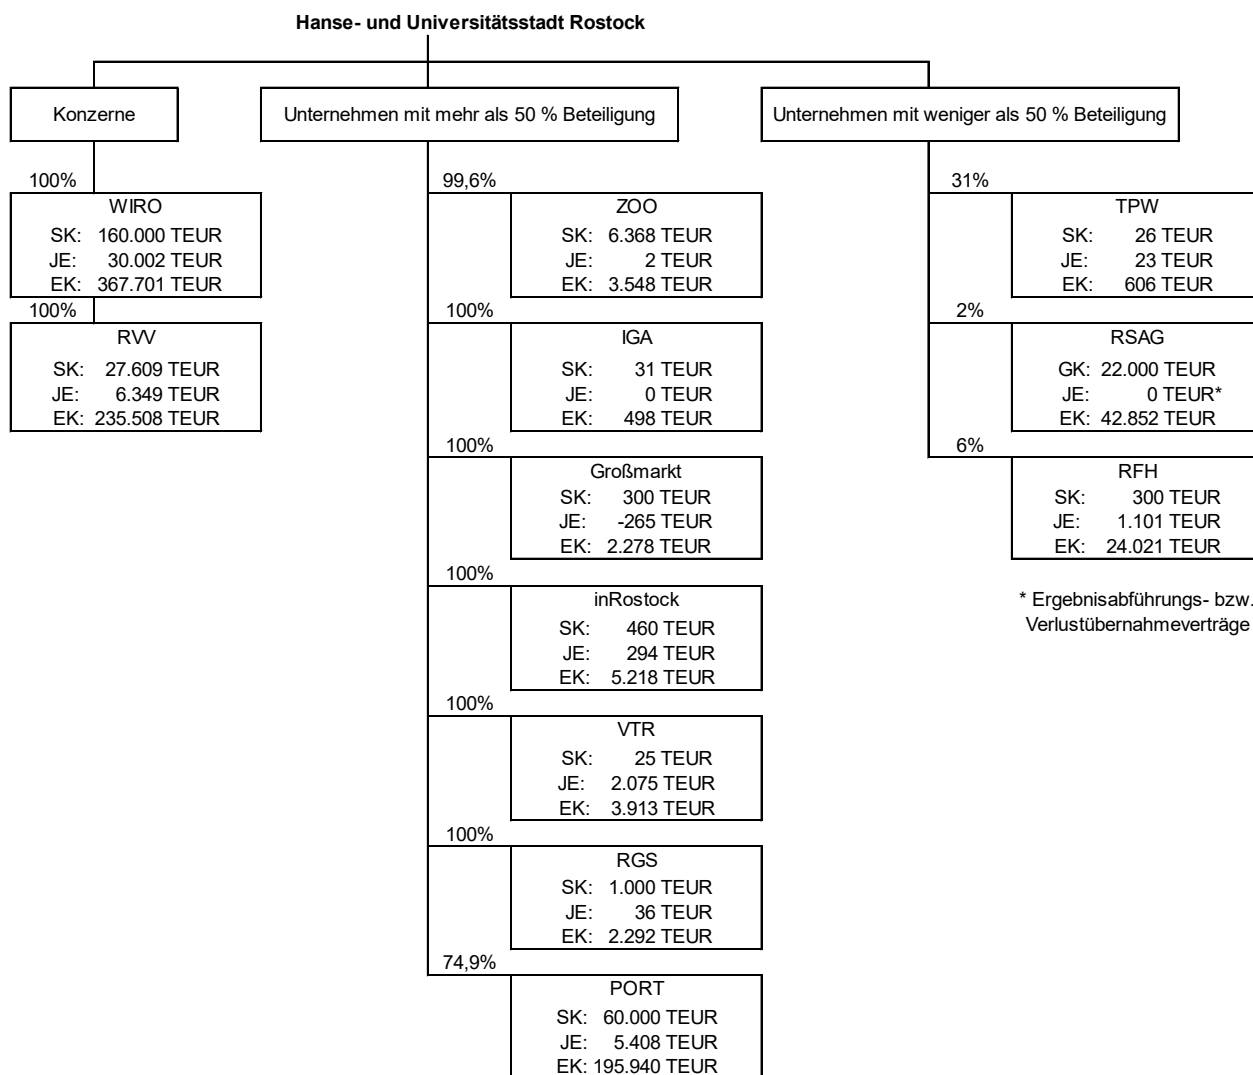 Hanse- und Universitätsstadt Rostock
Konzerne
Unternehmen mit mehr als 50 % Beteiligung
Unternehmen mit weniger als 50 % Beteiligung
100%
WIRO
SK: 160.000 TEUR
JE: 30.002 TEUR
EK: 367.701 TEUR
100%
RVV
SK: 27.609 TEUR
JE: 6.349 TEUR
EK: 235.508 TEUR
99,6%
ZOO
SK: 6.368 TEUR
JE: 2 TEUR
EK: 3.548 TEUR
100%
IGA
SK: 31 TEUR
JE: 0 TEUR
EK: 498 TEUR
100%
Großmarkt
SK: 300 TEUR
JE: -265 TEUR
EK: 2.278 TEUR
100%
inRostock
SK: 460 TEUR
JE: 294 TEUR
EK: 5.218 TEUR
100%
VTR
SK: 25 TEUR
JE: 2.075 TEUR
EK: 3.913 TEUR
100%
RGS
SK: 1.000 TEUR
JE: 36 TEUR
EK: 2.292 TEUR
74,9%
PORT
SK: 60.000 TEUR
JE: 5.408 TEUR
EK: 195.940 TEUR
31%
TPW
SK: 26 TEUR
JE: 23 TEUR
EK: 606 TEUR
2%
RSAG
GK: 22.000 TEUR
JE: 0 TEUR*
EK: 42.852 TEUR
6%
RFH
SK: 300 TEUR
JE: 1.101 TEUR
EK: 24.021 TEUR
* Ergebnisabführungs- bzw.
Verlustübernahmeverträge